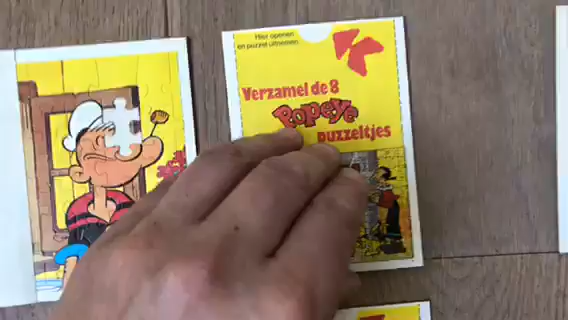 Hier openen
en puzzel uitnemen
Verzamel de 8
Popeye
puzzeltjes